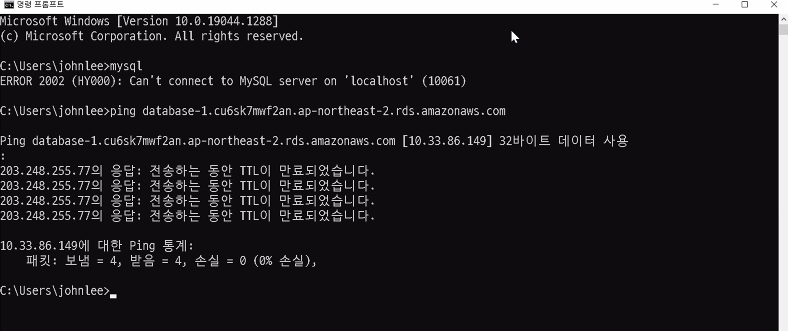 명령 프롬프트
Microsoft Windows [Version 10.0.19044.1288]
(c) Microsoft Corporation. All rights reserved.
C:\Users\johnlee>mysql
ERROR 2002 (HY000): Can't connect to MySQL server on 'localhost' (10061)
C:\Users\johnlee>ping database-1.cu6sk7mwf2an.ap-northeast-2.rds.amazonaws.com
Ping database-1.cu6sk7mwf2an.ap-northeast-2.rds.amazonaws.com [10.33.86.149] 32바이트 데이터 사용
:
203.248.255.77의 응답: 전송하는 동안 TTL이 만료되었습니다.
203.248.255.77의 응답: 전송하는 동안 TTL이 만료되었습니다.
203.248.255.77의 응답: 전송하는 동안 TTL이 만료되었습니다.
203.248.255.77의 응답: 전송하는 동안 TTL이 만료되었습니다.
10.33.86.149에 대한 Ping 통계:
패킷: 보냄 = 4, 받음 = 4, 손실 = 0 (0% 손실),
C:\Users\johnlee>